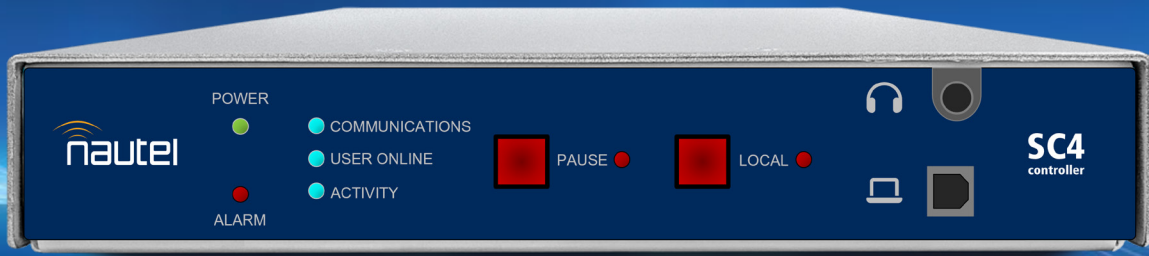 POWER
nautel
ALARM
COMMUNICATIONS
USER ONLINE
ACTIVITY
PAUSE
LOCAL
SC4
controller